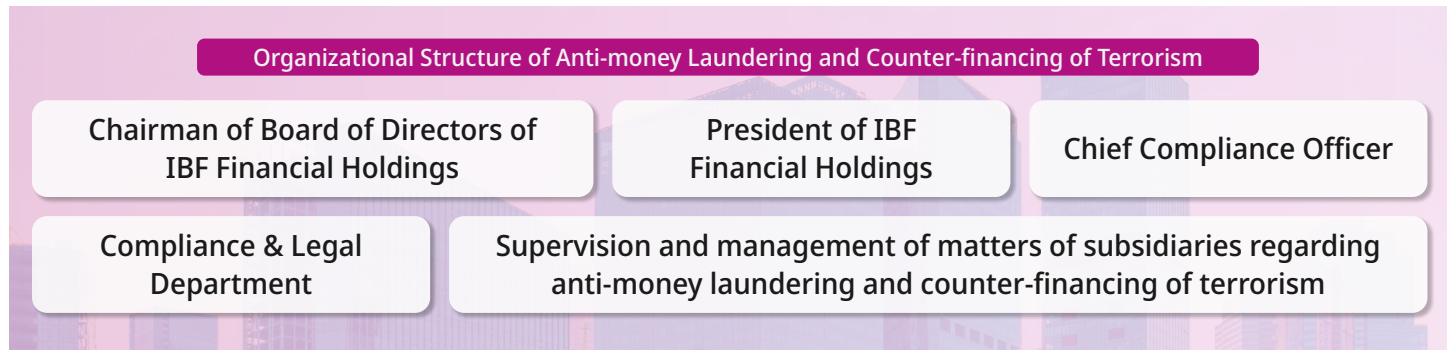 Organizational Structure of Anti-money Laundering and Counter-financing of Terrorism
Chairman of Board of Directors of
IBF Financial Holdings
President of IBF
Financial Holdings
Chief Compliance Officer
Compliance & Legal
Department
Supervision and management of matters of subsidiaries regarding
anti-money laundering and counter-financing of terrorism